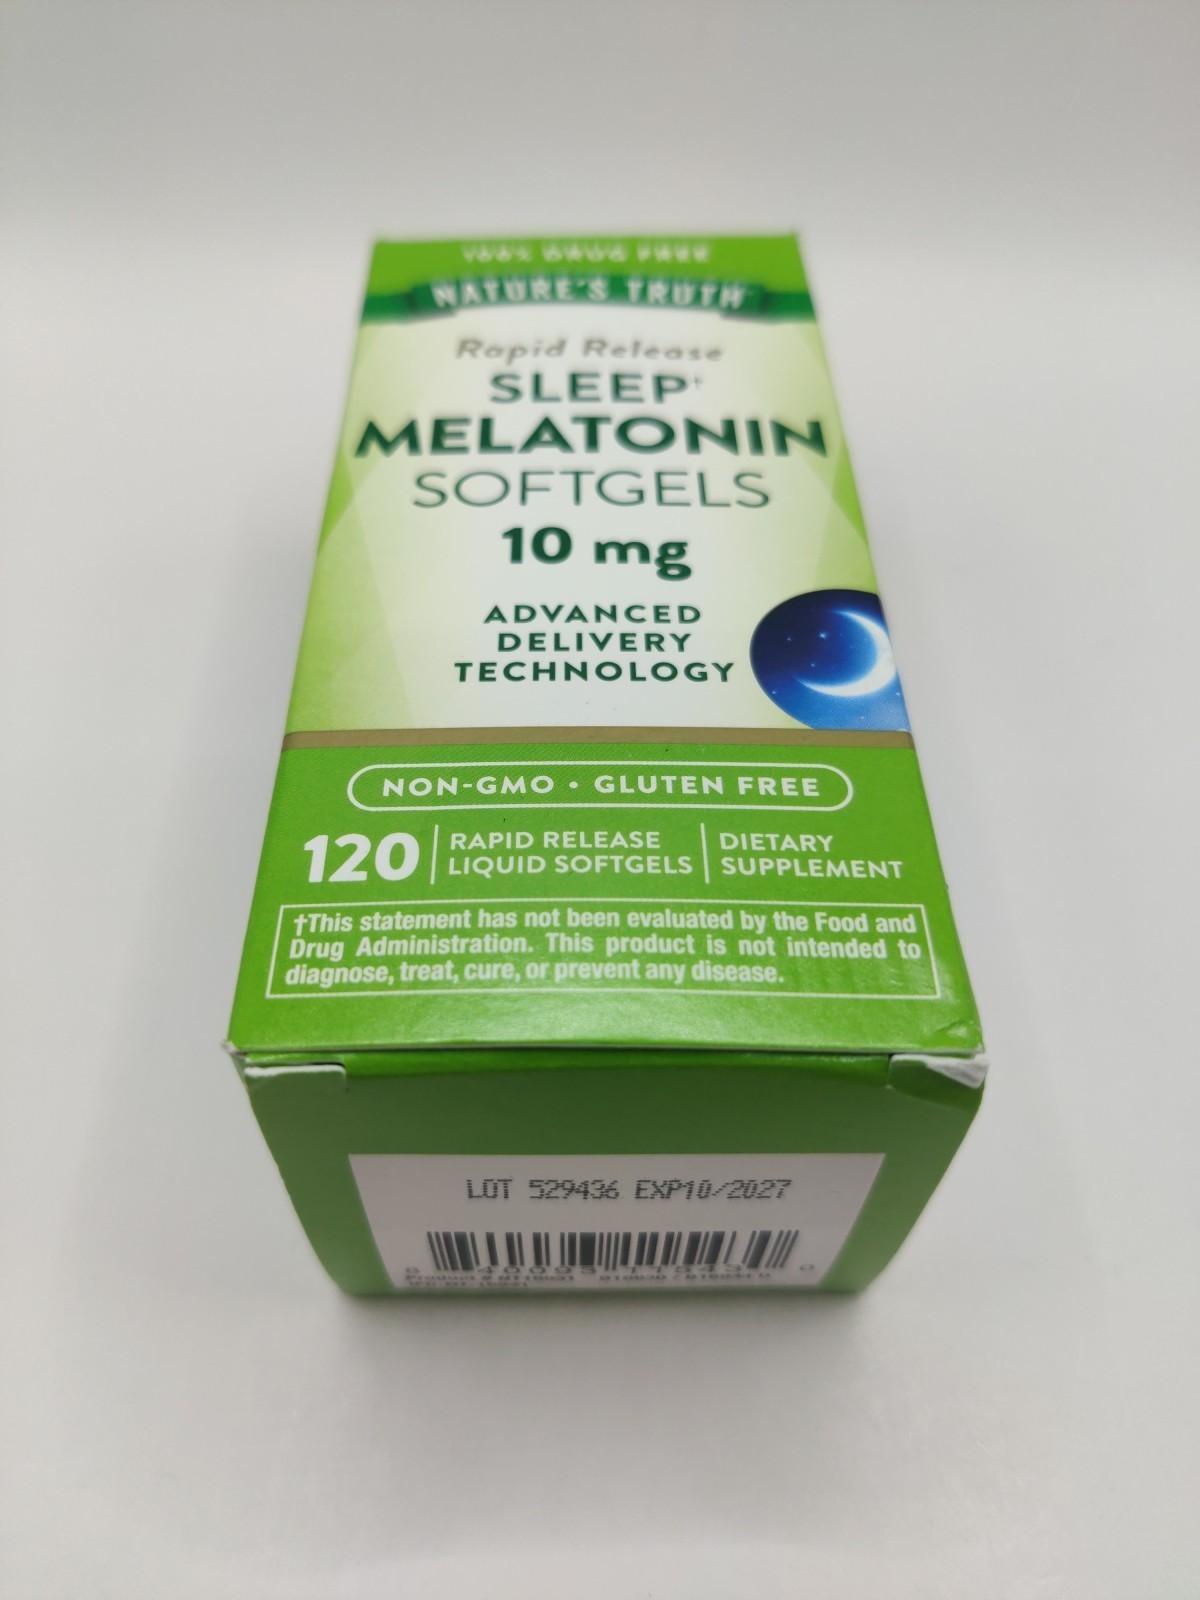 100% DRUG FREE
NATURE'S TRUTH
Rapid Release
SLEEP†
MELATONIN
SOFTGELS
10 mg
ADVANCED
DELIVERY
TECHNOLOGY
NON-GMO • GLUTEN FREE
120
RAPID RELEASE
LIQUID SOFTGELS
DIETARY
SUPPLEMENT
†This statement has not been evaluated by the Food and
Drug Administration. This product is not intended to
diagnose, treat, cure, or prevent any disease.
LOT 529436 EXP10/2027
Product #